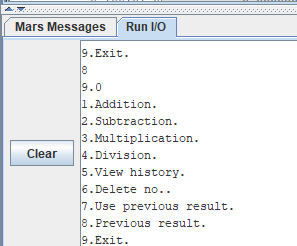 Mars Messages Run I/O
9.Exit.
8
9.0
1.Addition.
2.Subtraction.
3.Multiplication.
Clear
4.Division.
5.View history.
6.Delete no..
7.Use previous result.
8.Previous result.
9.Exit.